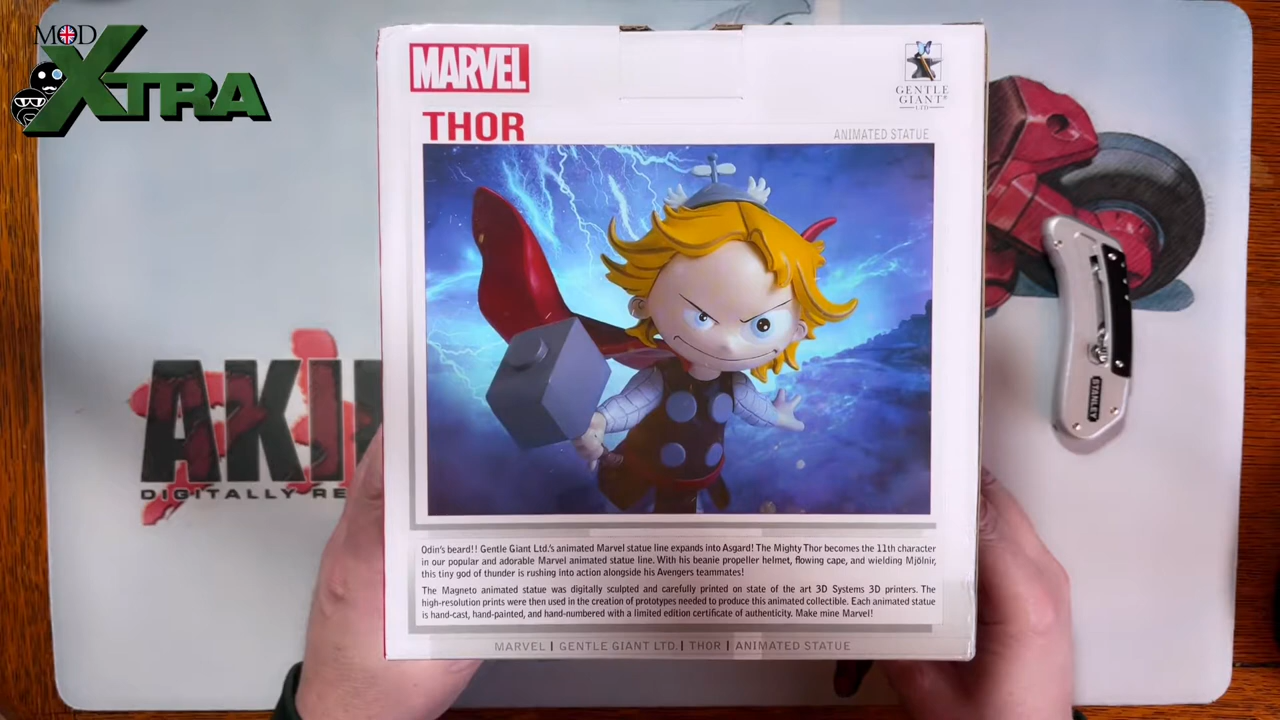 MOD
XTRA
MARVEL
GENTLE
GIANT®
LTD
THOR
ANIMATED STATUE
STANLEY
AKI
DIGITALLY RE
Odin's beard!! Gentle Giant Ltd.'s animated Marvel statue line expands into Asgard! The Mighty Thor becomes the 11th character
in our popular and adorable Marvel animated statue line. With his beanie propeller helmet, flowing cape, and wielding Mjölnir,
this tiny god of thunder is rushing into action alongside his Avengers teammates!
The Magneto animated statue was digitally sculpted and carefully printed on state of the art 3D Systems 3D printers. The
high-resolution prints were then used in the creation of prototypes needed to produce this animated collectible. Each animated statue
is hand-cast, hand-painted, and hand-numbered with a limited edition certificate of authenticity. Make mine Marvel!
MARVEL | GENTLE GIANT LTD. | THOR | ANIMATED STATUE